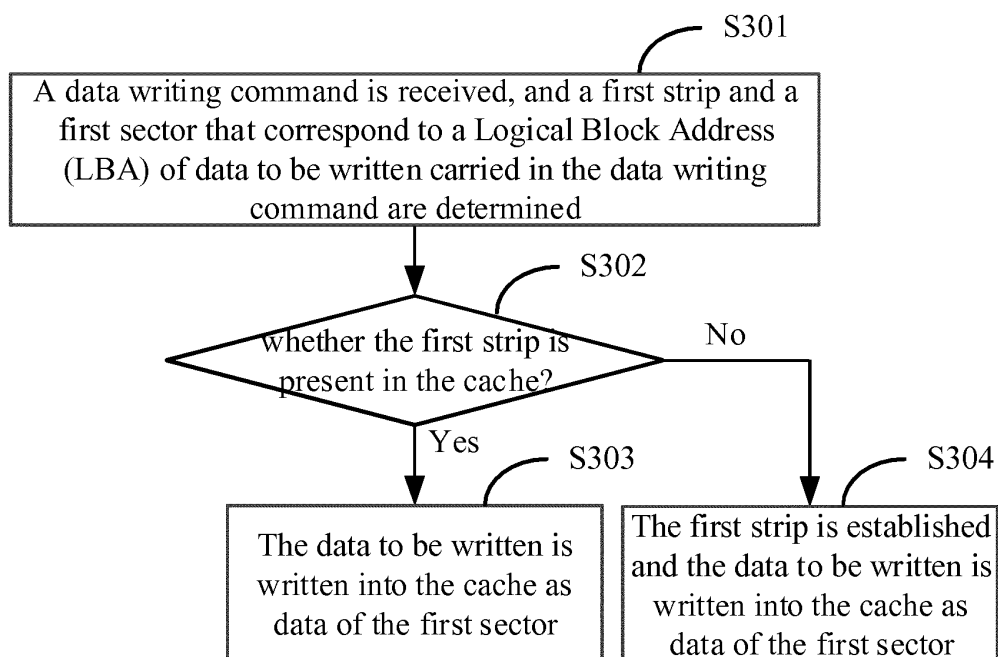 S301
A data writing command is received, and a first strip and a
first sector that correspond to a Logical Block Address
(LBA) of data to be written carried in the data writing
command are determined
S302
whether the first strip is
present in the cache?
No
Yes
S303
The data to be written is
written into the cache as
data of the first sector
S304
The first strip is established
and the data to be written is
written into the cache as
data of the first sector